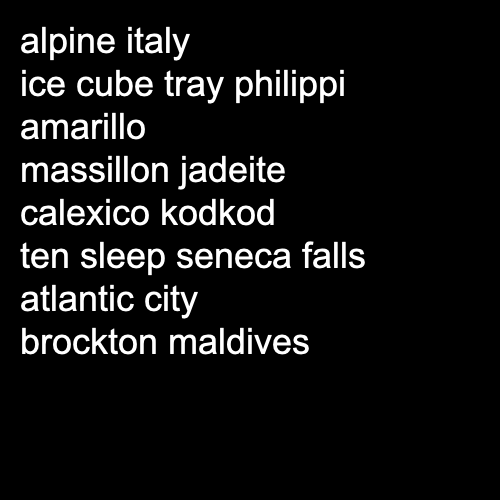 alpine italy
ice cube tray philippi
amarillo
massillon jadeite
calexico kodkod
ten sleep seneca falls
atlantic city
brockton maldives